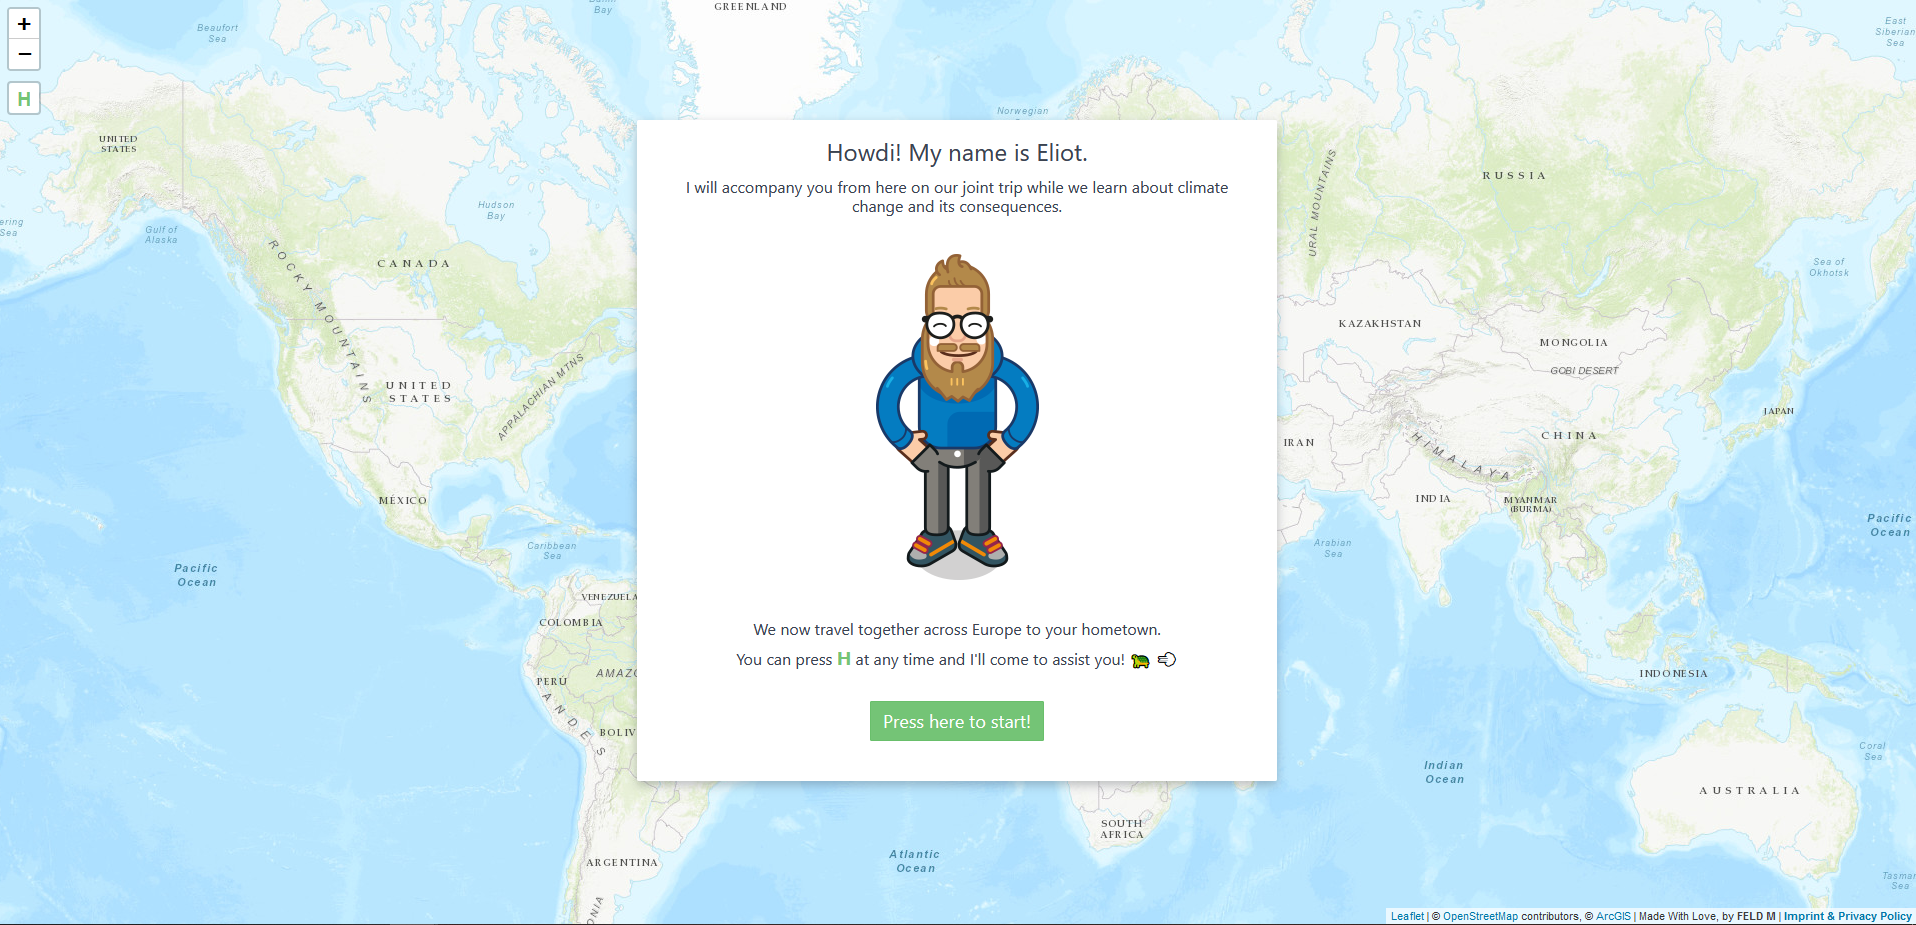 +
−
H
Beaufort
Sea
Bay
GREENLAND
Norwegian
East
Siberian
Sea
UNITED
STATES
Hudson
Bay
Gulf of
Alaska
ering
Sea
ROCKY MOUNTAINS
CANADA
UNITED
STATES
APPALACHIAN MTNS
MÉXICO
Caribbean
Sea
Pacific
Ocean
VENEZUELA
COLOMBIA
PERU
AMAZO
ANDES
BOLIV
ARGENTINA
Howdi! My name is Eliot.
I will accompany you from here on our joint trip while we learn about climate
change and its consequences.
We now travel together across Europe to your hometown.
You can press H at any time and I'll come to assist you!
Press here to start!
URAL MOUNTAINS
RUSSIA
Sea of
Okhotsk
KAZAKHSTAN
MONGOLIA
GOBI DESERT
JAPAN
IRAN
CHINA
HIMALAYA
INDIA
MYANMAR
(BURMA)
Arabian
Sea
Pacific
Ocean
INDONESIA
Indian
Ocean
Coral
Sea
AUSTRALIA
SOUTH
AFRICA
Atlantic
Ocean
Tasman
Sea
Leaflet | © OpenStreetMap contributors, © ArcGIS | Made With Love, by FELD M | Imprint & Privacy Policy